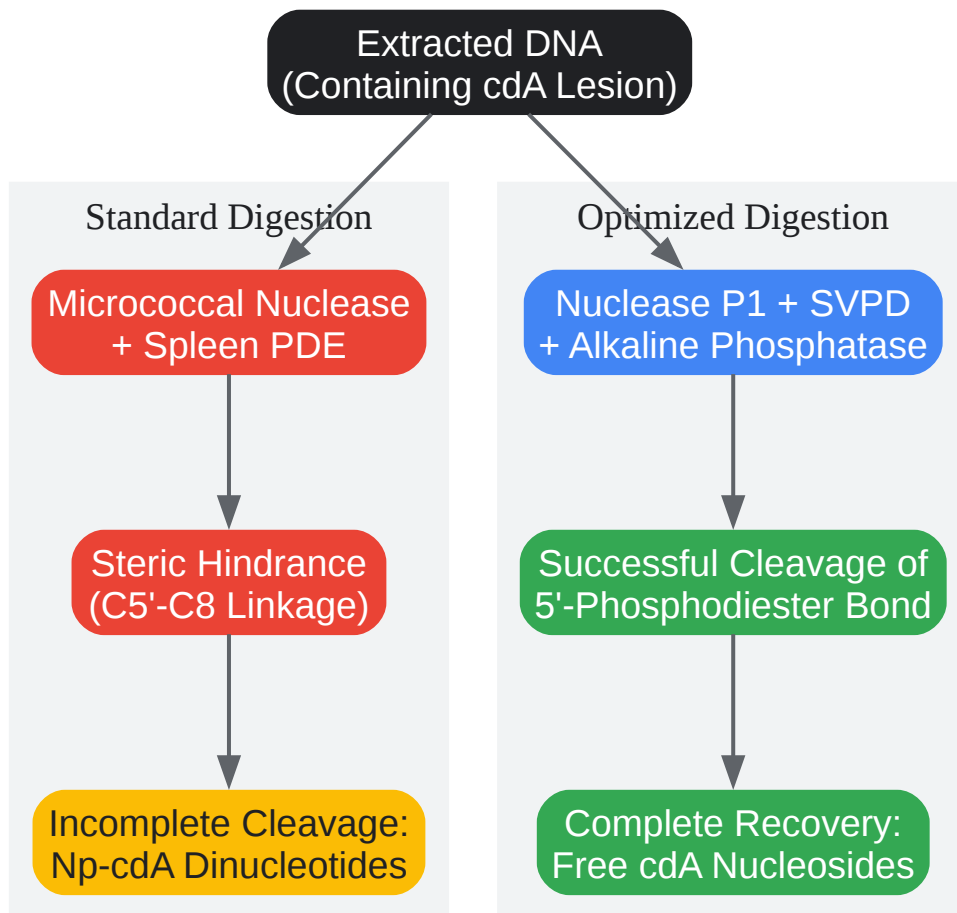 Extracted DNA
(Containing cdA Lesion)
Standard Digestion
Micrococcal Nuclease
+ Spleen PDE
Steric Hindrance
(C5'-C8 Linkage)
Incomplete Cleavage:
Np-cdA Dinucleotides
Optimized Digestion
Nuclease P1 + SVPD
+ Alkaline Phosphatase
Successful Cleavage of
5'-Phosphodiester Bond
Complete Recovery:
Free cdA Nucleosides